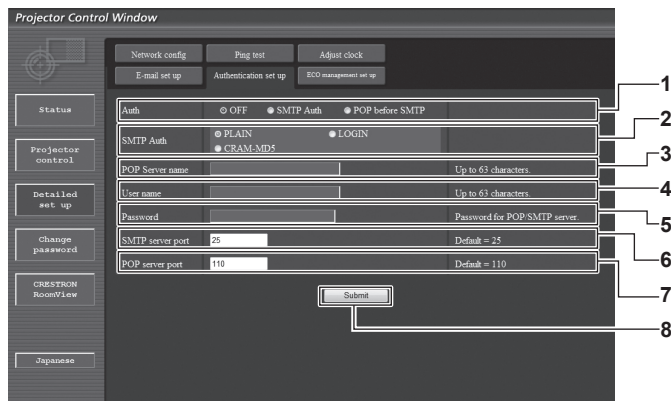 Projector Control Window
Network config Ping test Adjust clock
E-mail set up Authentication set up ECO management set up
Status
Projector control
Detailed set up
Change password
CRESTRON RoomView
Japanese
Auth OFF SMTP Auth POP before SMTP
SMTP Auth PLAIN LOGIN
CRAM-MD5
POP Server name Up to 63 characters.
User name Up to 63 characters.
Password Password for POP/SMTP server.
SMTP server port 25 Default = 25
POP server port 110 Default = 110
Submit
1
2
3
4
5
6
7
8